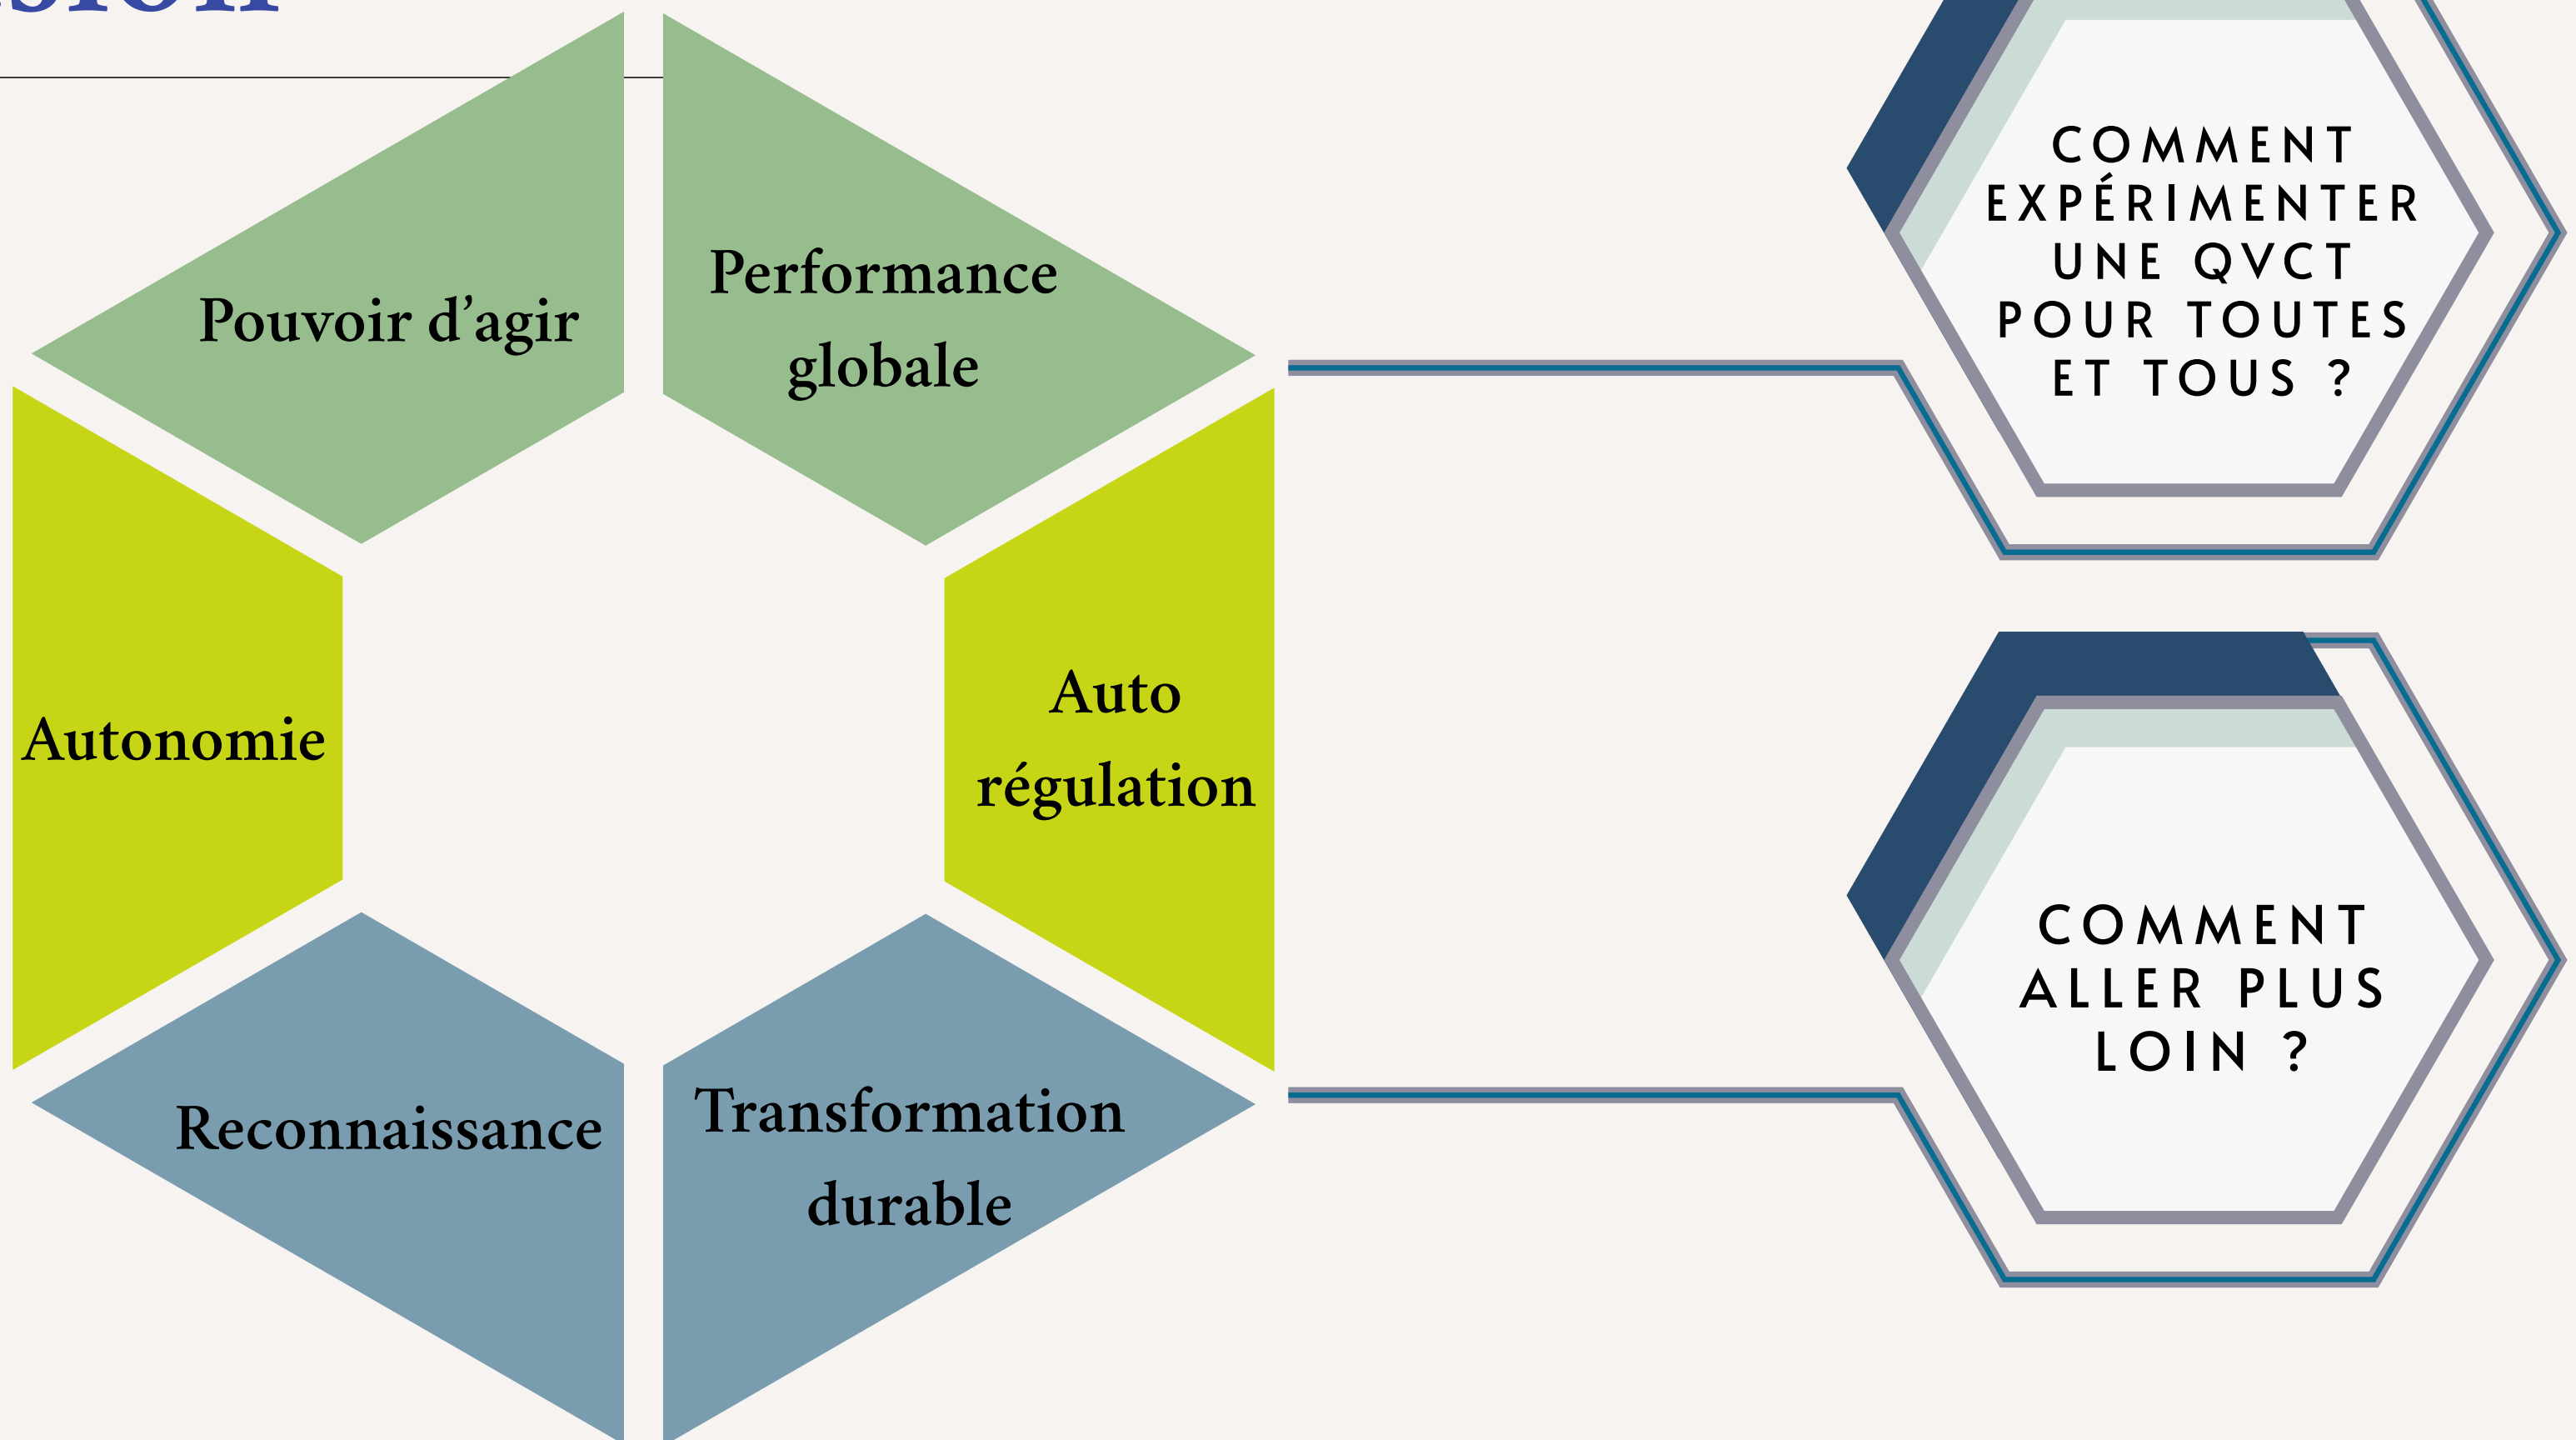 Pouvoir d’agir
Performance
globale
Autonomie
Auto
régulation
Reconnaissance
Transformation
durable
COMMENT
EXPÉRIMENTER
UNE QVCT
POUR TOUTES
ET TOUS ?
COMMENT
ALLER PLUS
LOIN ?